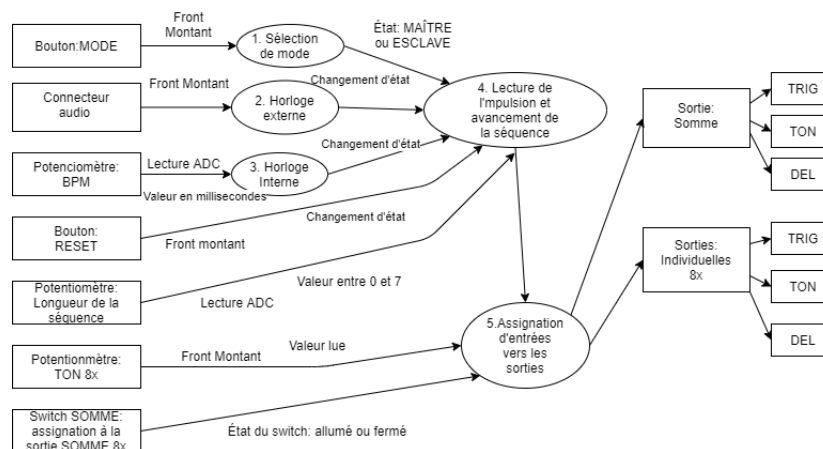 Bouton:MODE
Front
Montant
1. Sélection
de mode
État: MAÎTRE
ou ESCLAVE
Connecteur
audio
Front Montant
2. Horloge
externe
Changement d'état
4. Lecture de
l'mpulsion et
avancement de
la séquence
Potenciomètre:
BPM
Lecture ADC
Valeur en millisecondes
3. Horloge
Interne
Changement d'état
Bouton:
RESET
Front montant
Changement d'état
Potentiomètre:
Longueur de la
séquence
Lecture ADC
Valeur entre 0 et 7
Potentionmètre:
TON 8x
Front Montant
Valeur lue
5.Assignation
d'entrées
vers les
sorties
Switch SOMME:
assignation à la
sortie SOMME 8x
État du switch: allumé ou fermé
Sortie:
Somme
TRIG
TON
DEL
Sorties:
Individuelles
8x
TRIG
TON
DEL